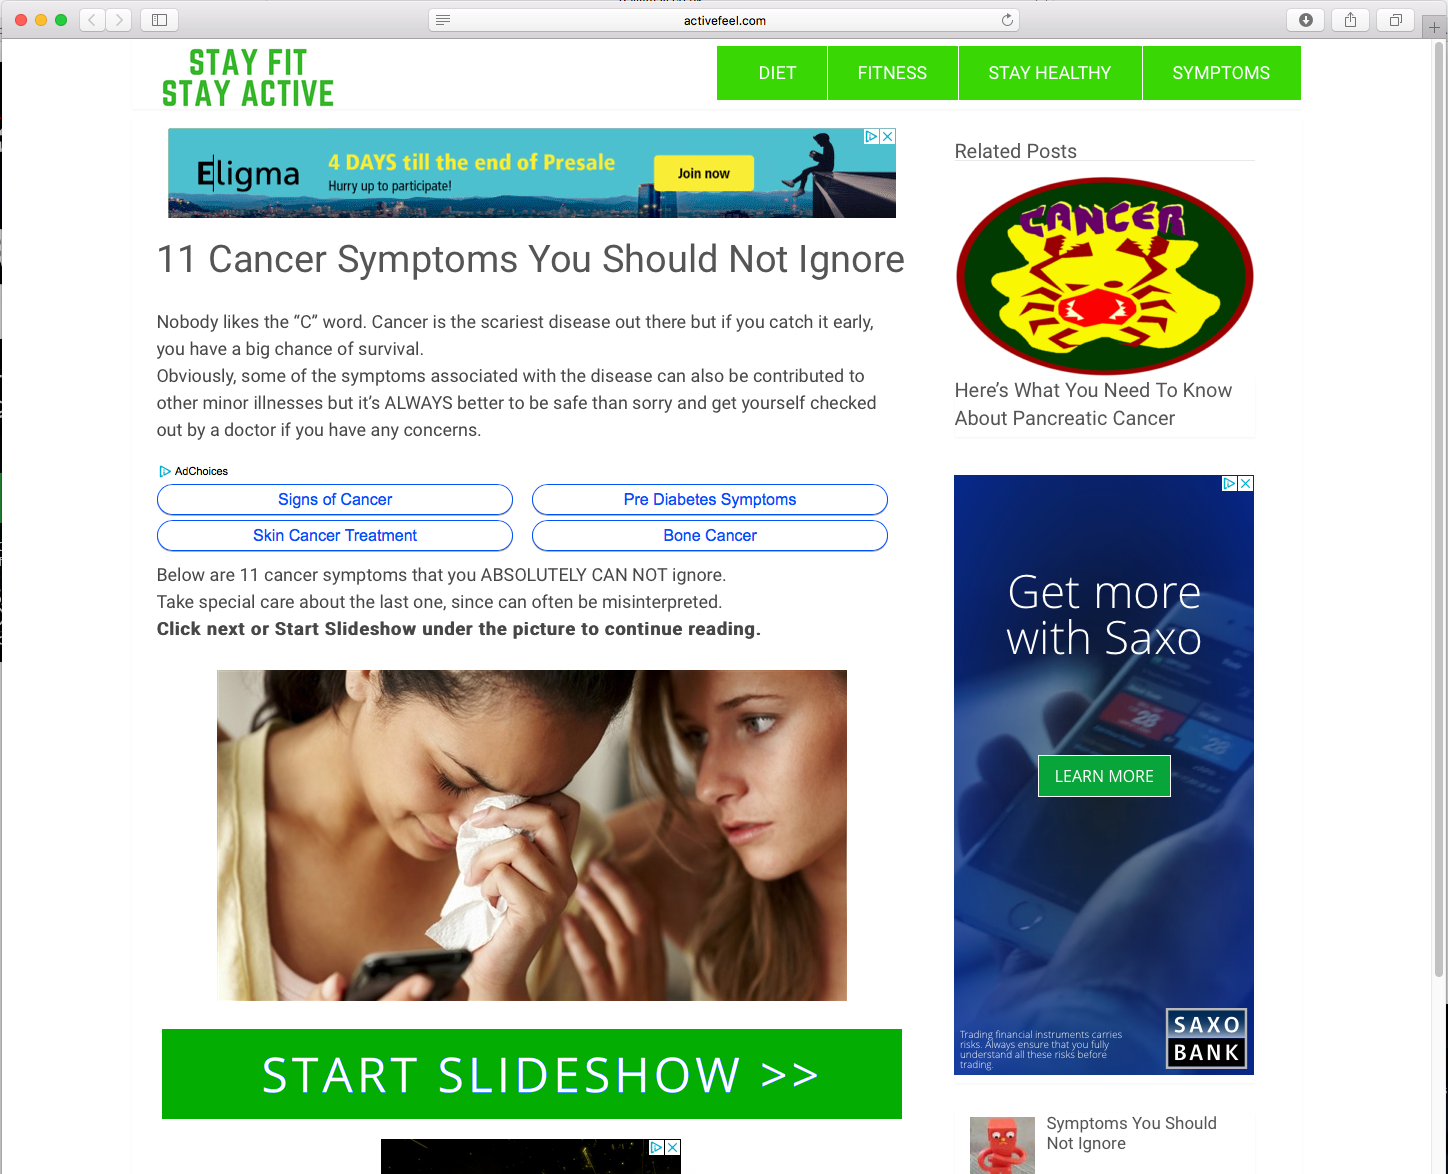 activefeel.com
STAY FIT
STAY ACTIVE
DIET
FITNESS
STAY HEALTHY
SYMPTOMS
Eligma
4 DAYS till the end of Presale
Hurry up to participate!
Join now
11 Cancer Symptoms You Should Not Ignore
Nobody likes the “C” word. Cancer is the scariest disease out there but if you catch it early,
you have a big chance of survival.
Obviously, some of the symptoms associated with the disease can also be contributed to
other minor illnesses but it’s ALWAYS better to be safe than sorry and get yourself checked
out by a doctor if you have any concerns.
AdChoices
Signs of Cancer
Pre Diabetes Symptoms
Skin Cancer Treatment
Bone Cancer
Below are 11 cancer symptoms that you ABSOLUTELY CAN NOT ignore.
Take special care about the last one, since can often be misinterpreted.
Click next or Start Slideshow under the picture to continue reading.
START SLIDESHOW >>
Related Posts
CANCER
Here’s What You Need To Know
About Pancreatic Cancer
Get more
with Saxo
28
28
LEARN MORE
Trading financial instruments carries
risks. Always ensure that you fully
understand all these risks before
trading.
SAXO
BANK
Symptoms You Should
Not Ignore